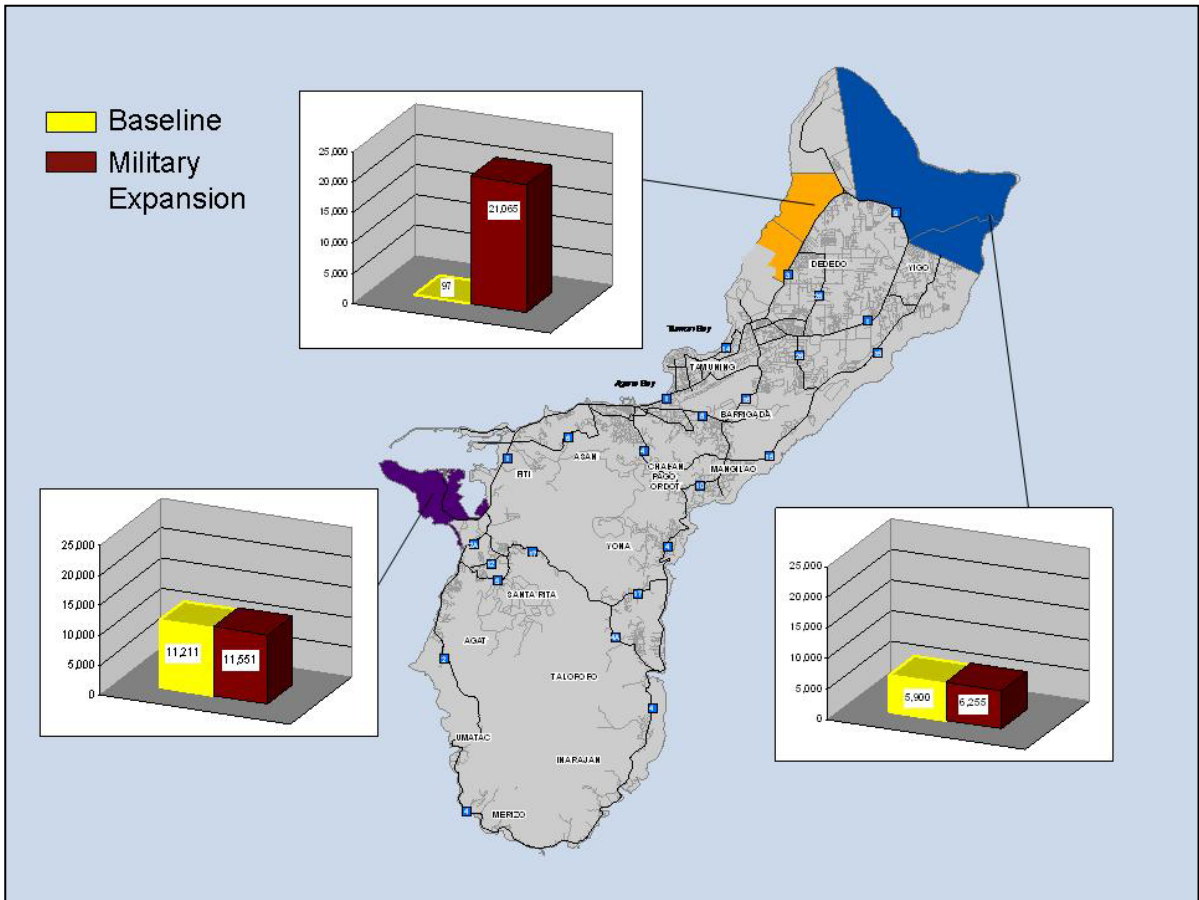 Baseline
Military
Expansion
25,000
20,000
15,000
10,000
5,000
0
97
21,065
25,000
20,000
15,000
10,000
5,000
0
11,211
11,551
25,000
20,000
15,000
10,000
5,000
0
5,900
6,255
DEDEDO
YIGO
Tumon Bay
TAMUNING
Agana Bay
BARRIGADA
ASAN
PITI
CHALAN
PAGO
ORDOT
MANGILAO
YONA
SANTA RITA
AGAT
TALOFOFO
UMATAC
INARAJAN
MERIZO